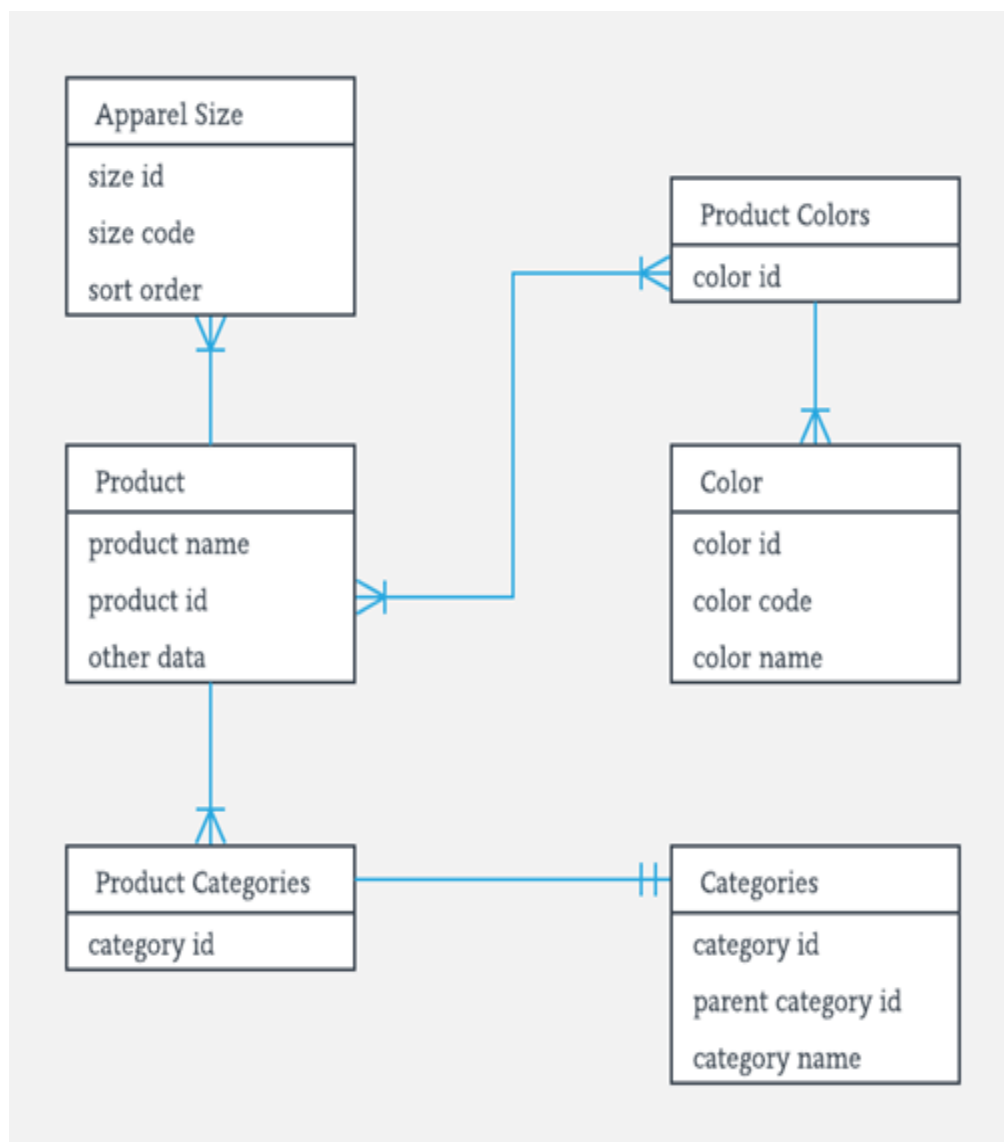 Apparel Size
size id
size code
sort order
Product Colors
color id
Product
product name
product id
other data
Color
color id
color code
color name
Product Categories
category id
Categories
category id
parent category id
category name